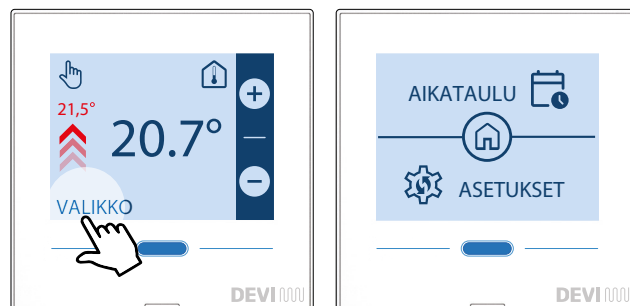 21,5°
20.7°
+
−
VALIKKO
DEVI
AIKATAULU
ASETUKSET
DEVI